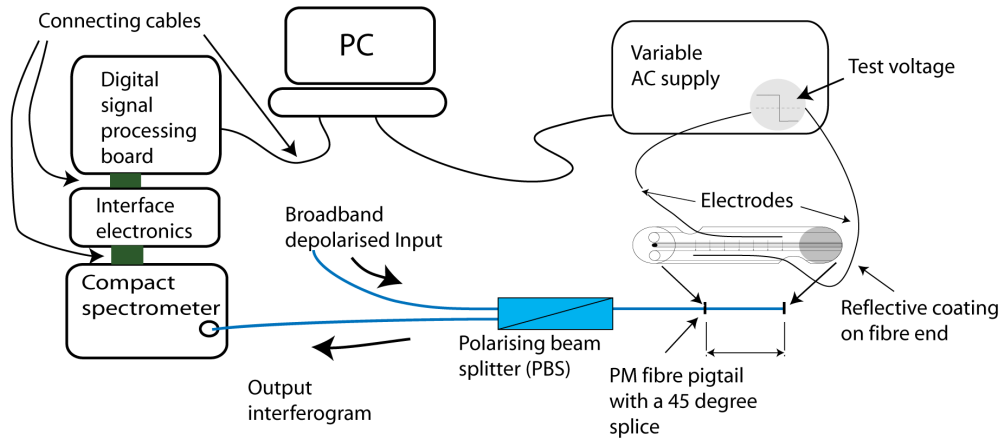 Connecting cables
PC
Variable
AC supply
Test voltage
Digital
signal
processing
board
Interface
electronics
Compact
spectrometer
Broadband
depolarised Input
Electrodes
Reflective coating
on fibre end
Polarising beam
splitter (PBS)
PM fibre pigtail
with a 45 degree
splice
Output
interferogram